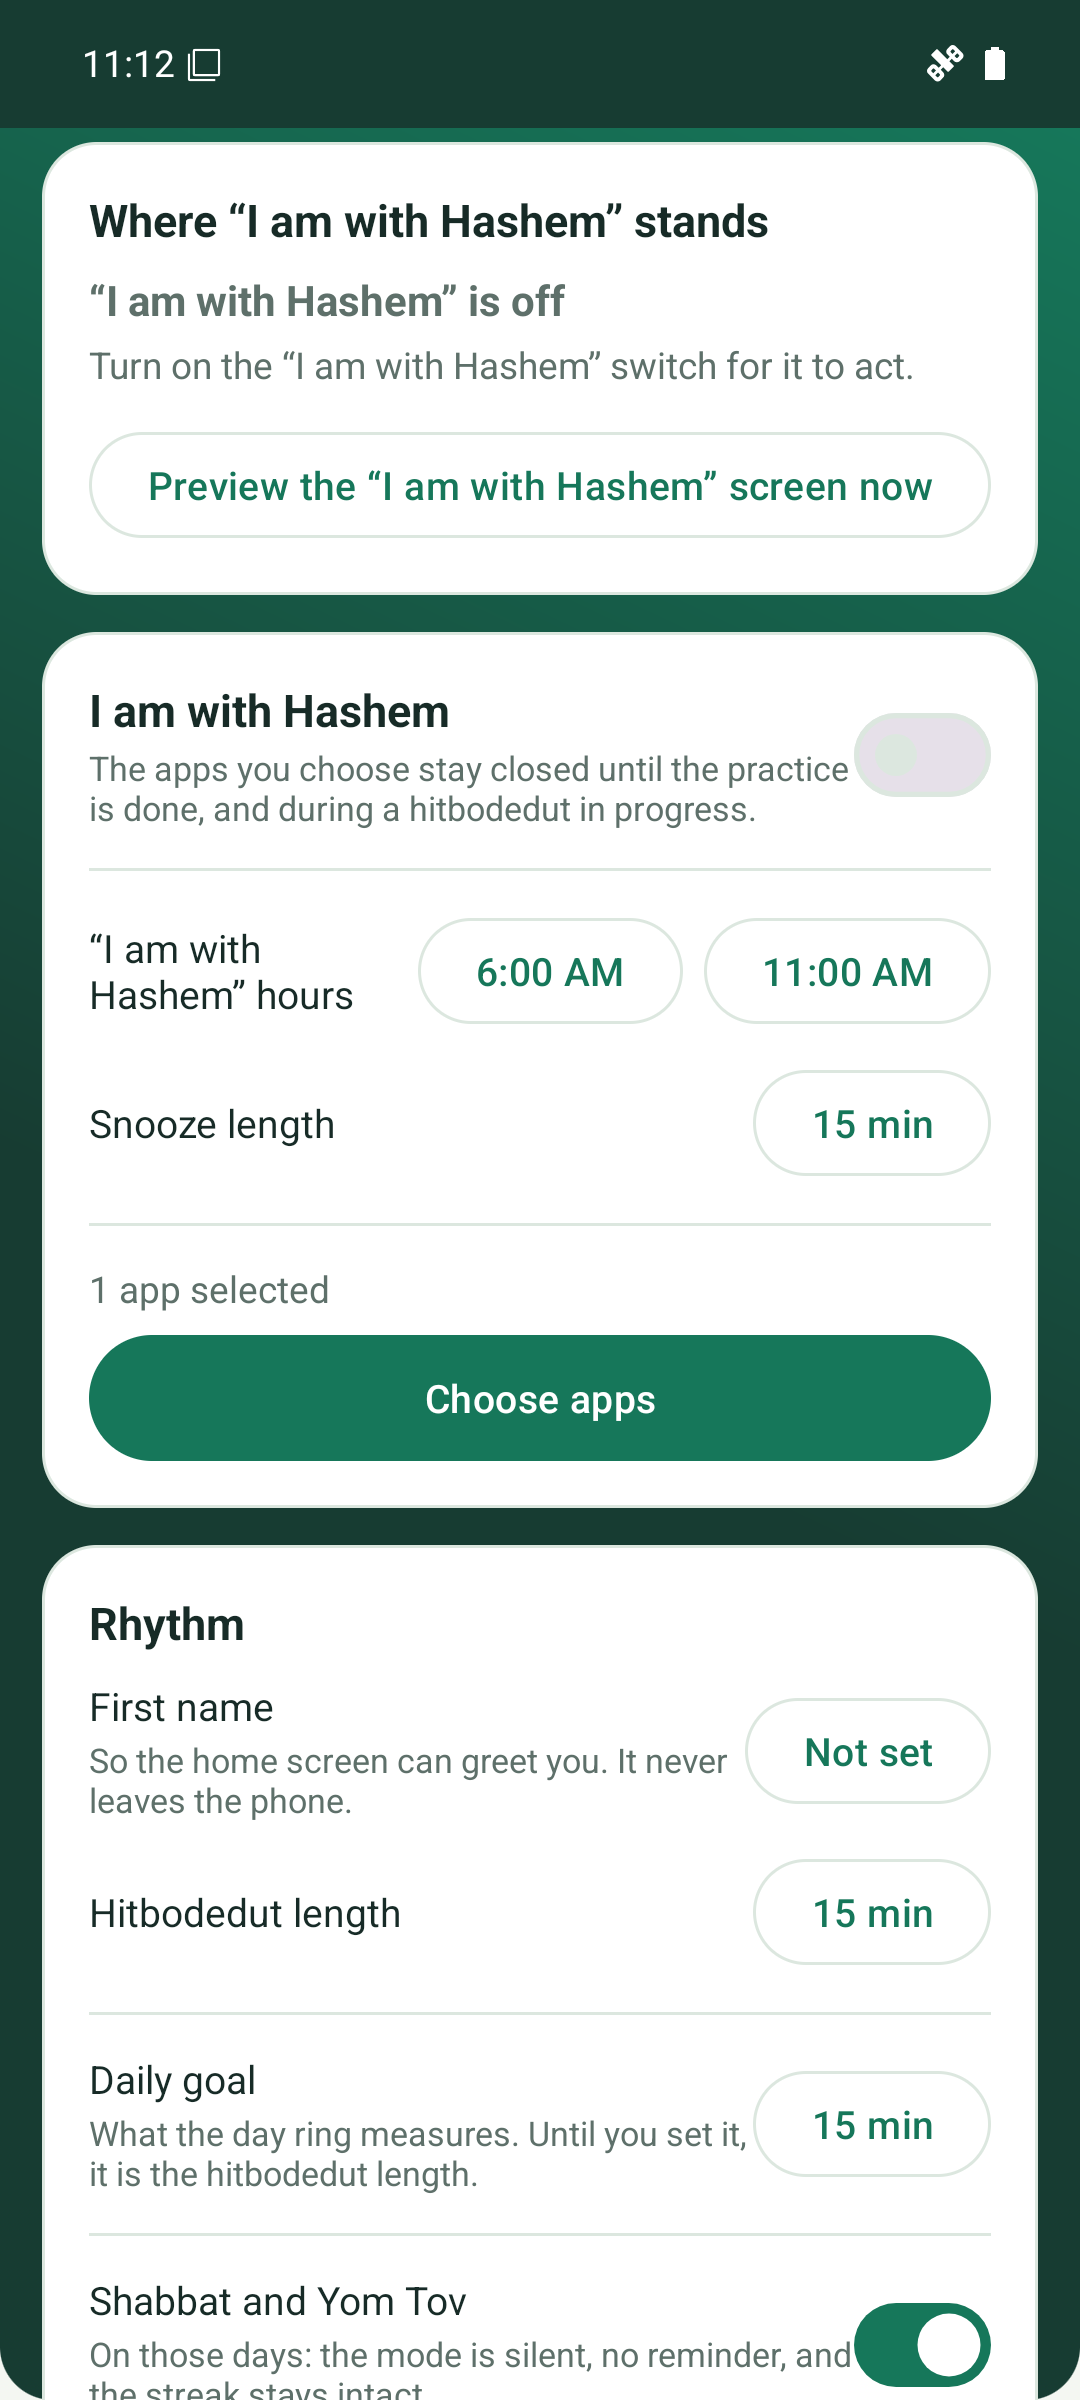 11:12
Where “I am with Hashem” stands
“I am with Hashem” is off
Turn on the “I am with Hashem” switch for it to act.
Preview the “I am with Hashem” screen now
I am with Hashem
The apps you choose stay closed until the practice
is done, and during a hitbodedut in progress.
“I am with
Hashem” hours
6:00 AM
11:00 AM
Snooze length
15 min
1 app selected
Choose apps
Rhythm
First name
So the home screen can greet you. It never
leaves the phone.
Not set
Hitbodedut length
15 min
Daily goal
What the day ring measures. Until you set it,
it is the hitbodedut length.
15 min
Shabbat and Yom Tov
On those days: the mode is silent, no reminder, and
the streak stays intact